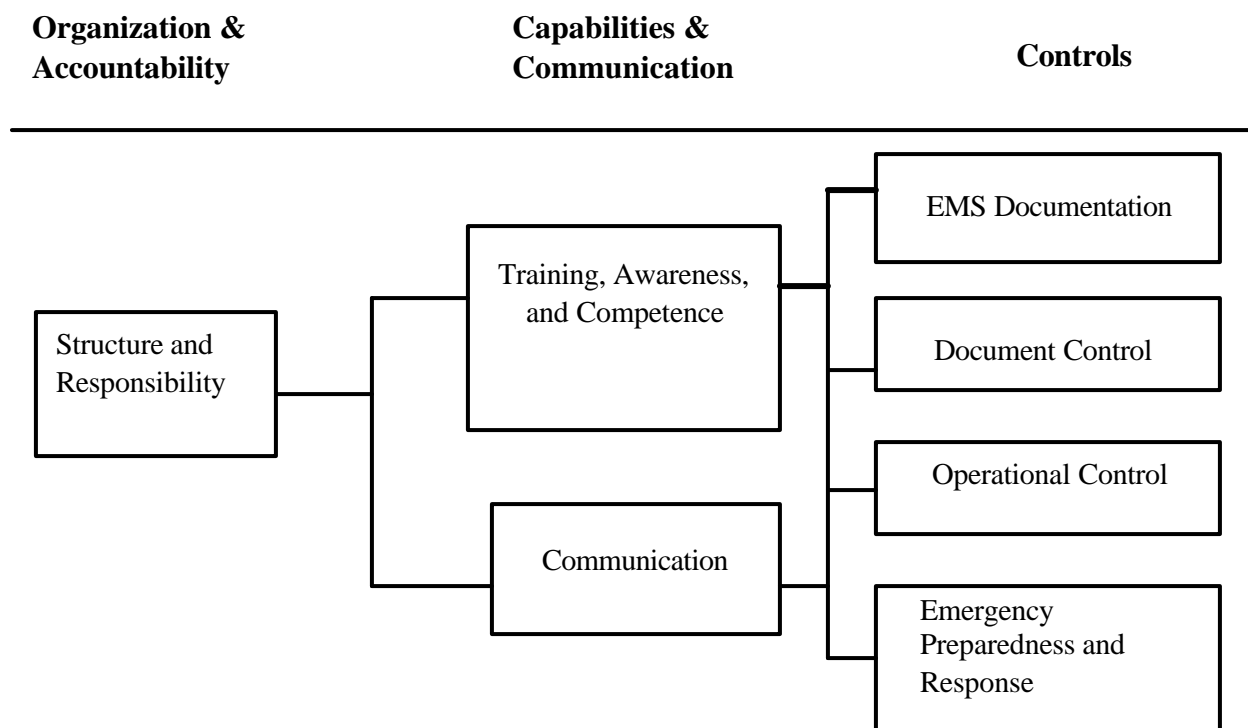 Organization &
Accountability
Capabilities &
Communication
Controls
Structure and
Responsibility
Training, Awareness,
and Competence
Communication
EMS Documentation
Document Control
Operational Control
Emergency
Preparedness and
Response